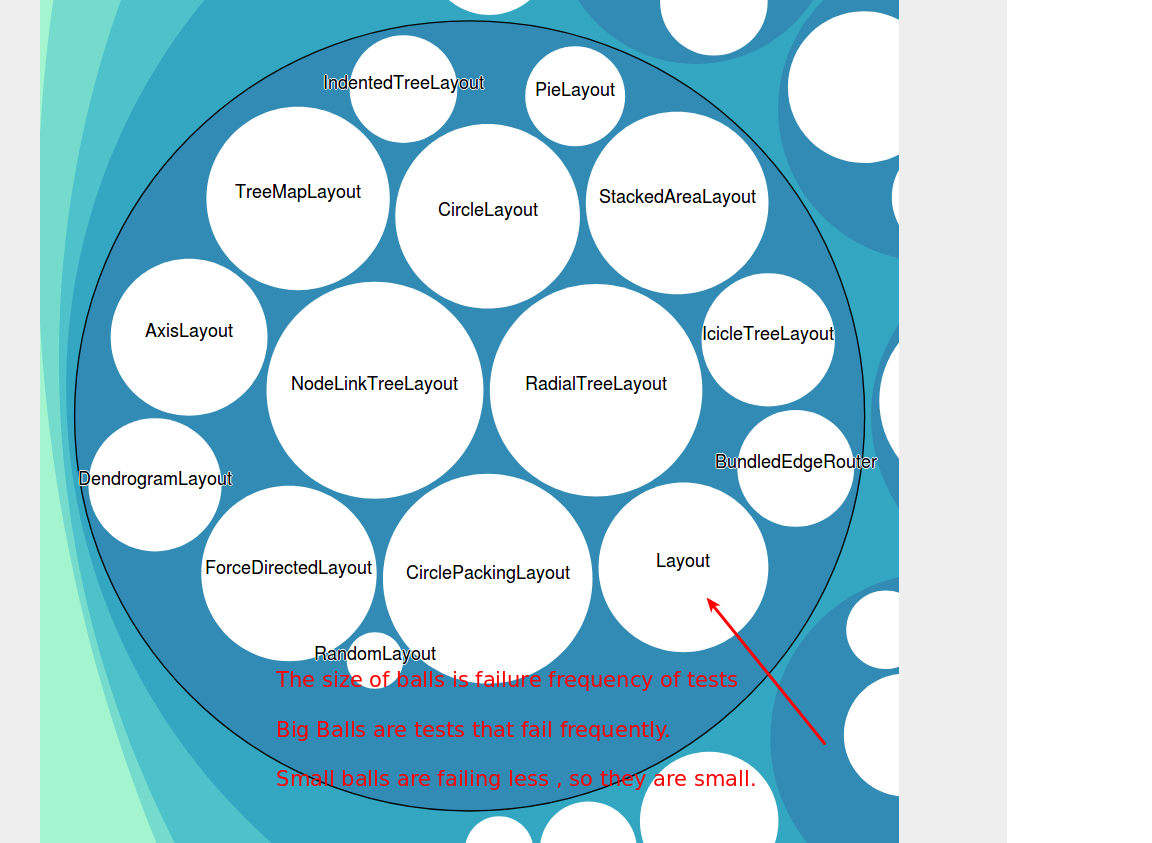 IndentedTreeLayout
PieLayout
TreeMapLayout
CircleLayout
StackedAreaLayout
AxisLayout
NodeLinkTreeLayout
RadialTreeLayout
IcicleTreeLayout
DendrogramLayout
BundledEdgeRouter
ForceDirectedLayout
CirclePackingLayout
Layout
RandomLayout
The size of balls is failure frequency of tests
Big Balls are tests that fail frequently.
Small balls are failing less , so they are small.